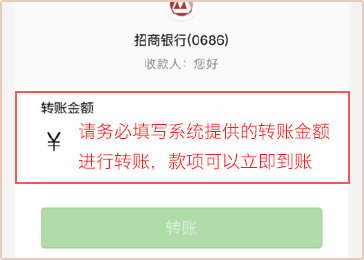 招商银行(0686)
收款人：您好
转账金额
¥
请务必填写系统提供的转账金额
进行转账，款项可以立即到账
转账